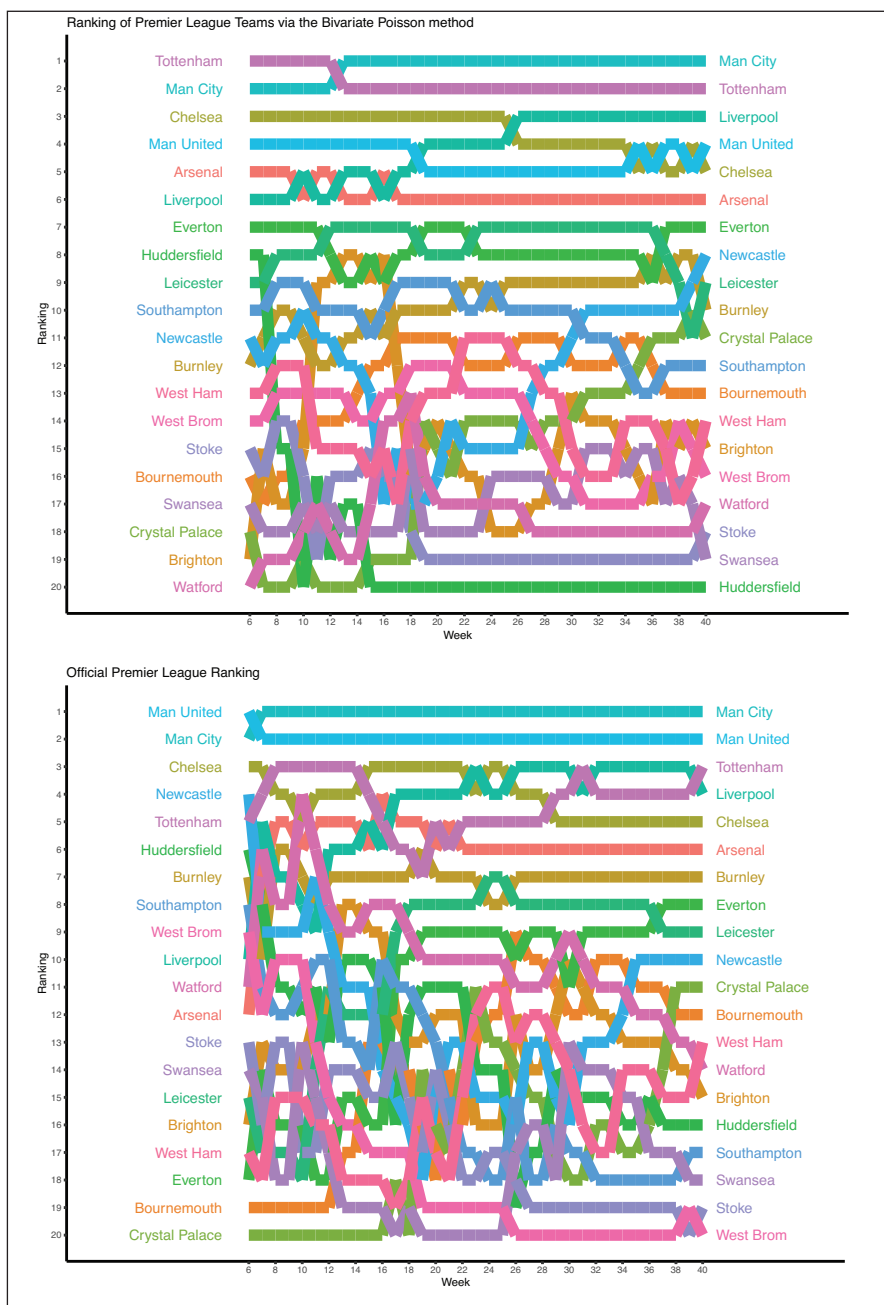 Ranking of Premier League Teams via the Bivariate Poisson method
1 Tottenham Man City
2 Man City Tottenham
3 Chelsea Liverpool
4 Man United Man United
5 Arsenal Chelsea
6 Liverpool Arsenal
7 Everton Everton
8 Huddersfield Newcastle
9 Leicester Leicester
10 Southampton Burnley
11 Newcastle Crystal Palace
12 Burnley Southampton
13 West Ham Bournemouth
14 West Brom West Ham
15 Stoke Brighton
16 Bournemouth West Brom
17 Swansea Watford
18 Crystal Palace Stoke
19 Brighton Swansea
20 Watford Huddersfield
Ranking
6 8 10 12 14 16 18 20 22 24 26 28 30 32 34 36 38 40
Week
Official Premier League Ranking
1 Man United Man City
2 Man City Man United
3 Chelsea Tottenham
4 Newcastle Liverpool
5 Tottenham Chelsea
6 Huddersfield Arsenal
7 Burnley Burnley
8 Southampton Everton
9 West Brom Leicester
10 Liverpool Newcastle
11 Watford Crystal Palace
12 Arsenal Bournemouth
13 Stoke West Ham
14 Swansea Watford
15 Leicester Brighton
16 Brighton Huddersfield
17 West Ham Southampton
18 Everton Swansea
19 Bournemouth Stoke
20 Crystal Palace West Brom
Ranking
6 8 10 12 14 16 18 20 22 24 26 28 30 32 34 36 38 40
Week